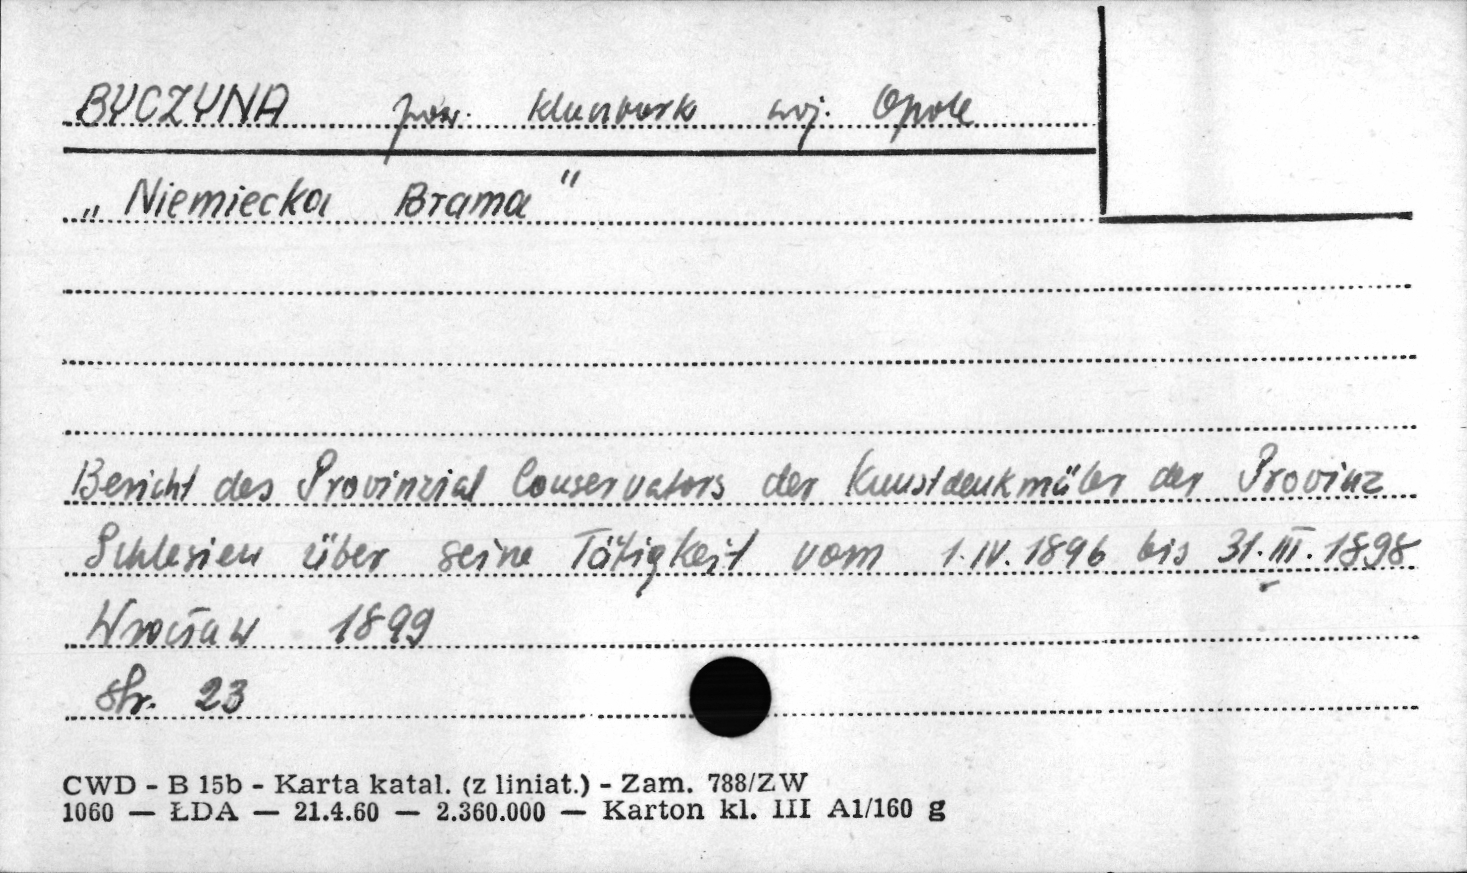 BYCZYNA pow. Kluczbork woj. Opole
„Niemiecka Brama"
Bericht des Provinzial Conservators der Kunstdenkmäler der Provinz
Schlesien über seine Tätigkeit vom 1.IV.1896 bis 31.III.1898
Wrocław 1899
Str. 23
CWD - B 15b - Karta katal. (z liniat.) - Zam. 788/ZW
1060 — ŁDA — 21.4.60 — 2.360.000 — Karton kl. III A1/160 g